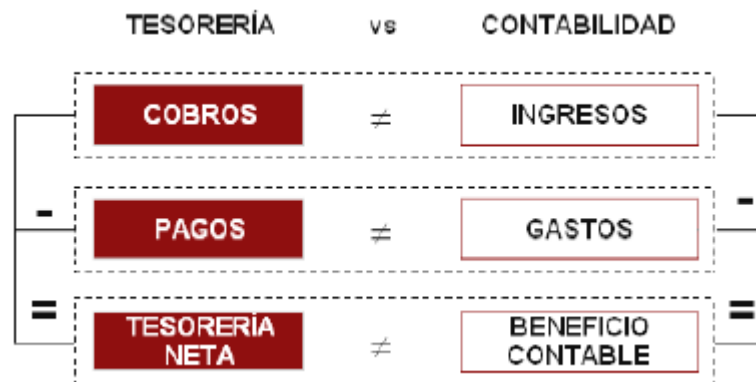 TESORERÍA vs CONTABILIDAD
COBROS ≠ INGRESOS
-
-
PAGOS ≠ GASTOS
=
=
TESORERÍA
NETA
≠
BENEFICIO
CONTABLE